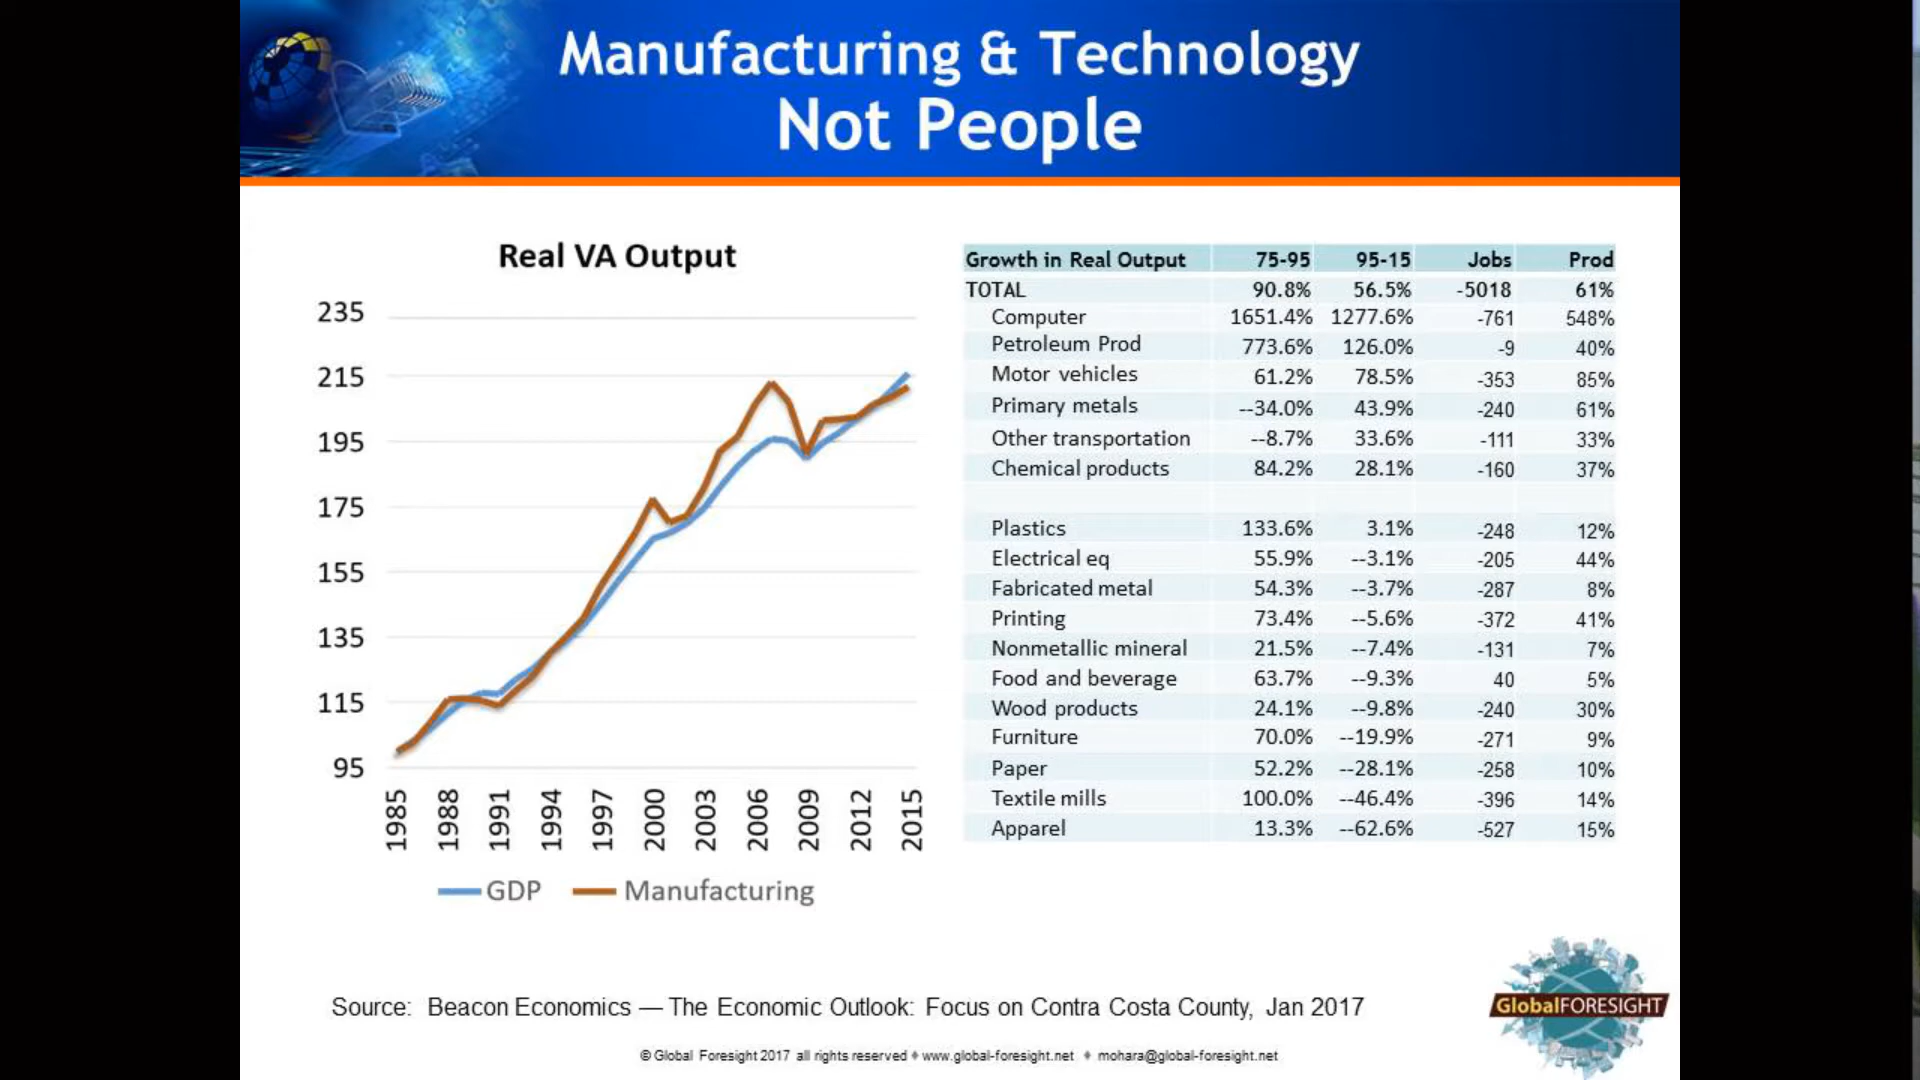 Manufacturing & Technology
Not People
Real VA Output
235
215
195
175
155
135
115
95
1985 1988 1991 1994 1997 2000 2003 2006 2009 2012 2015
GDP Manufacturing
Growth in Real Output 75-95 95-15 Jobs Prod
TOTAL 90.8% 56.5% -5018 61%
Computer 1651.4% 1277.6% -761 548%
Petroleum Prod 773.6% 126.0% -9 40%
Motor vehicles 61.2% 78.5% -353 85%
Primary metals --34.0% 43.9% -240 61%
Other transportation --8.7% 33.6% -111 33%
Chemical products 84.2% 28.1% -160 37%
Plastics 133.6% 3.1% -248 12%
Electrical eq 55.9% --3.1% -205 44%
Fabricated metal 54.3% --3.7% -287 8%
Printing 73.4% --5.6% -372 41%
Nonmetallic mineral 21.5% --7.4% -131 7%
Food and beverage 63.7% --9.3% 40 5%
Wood products 24.1% --9.8% -240 30%
Furniture 70.0% --19.9% -271 9%
Paper 52.2% --28.1% -258 10%
Textile mills 100.0% --46.4% -396 14%
Apparel 13.3% --62.6% -527 15%
Source: Beacon Economics — The Economic Outlook: Focus on Contra Costa County, Jan 2017
GlobalFORESIGHT
© Global Foresight 2017 all rights reserved ♦ www.global-foresight.net ♦ mohara@global-foresight.net